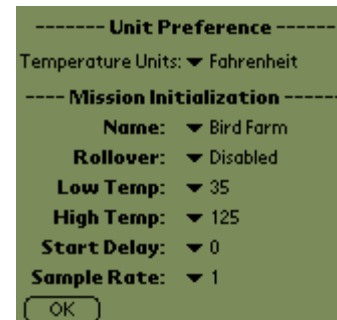 ------- Unit Preference -----
Temperature Units: ▼ Fahrenheit
---- Mission Initialization -----
Name: ▼ Bird Farm
Rollover: ▼ Disabled
Low Temp: ▼ 35
High Temp: ▼ 125
Start Delay: ▼ 0
Sample Rate: ▼ 1
OK